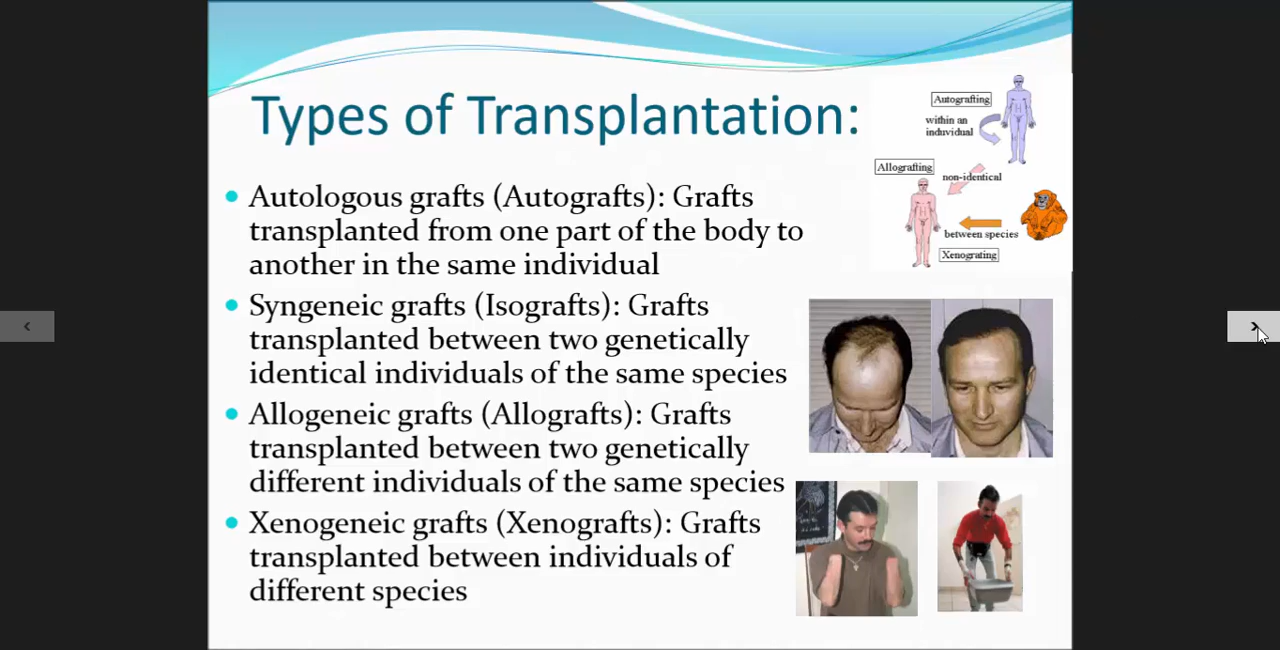 Types of Transplantation:
Autografting
within an
induvidual
Allografting
non-identical
between species
Xenograting
Autologous grafts (Autografts): Grafts
transplanted from one part of the body to
another in the same individual
Syngeneic grafts (Isografts): Grafts
transplanted between two genetically
identical individuals of the same species
Allogeneic grafts (Allografts): Grafts
transplanted between two genetically
different individuals of the same species
Xenogeneic grafts (Xenografts): Grafts
transplanted between individuals of
different species